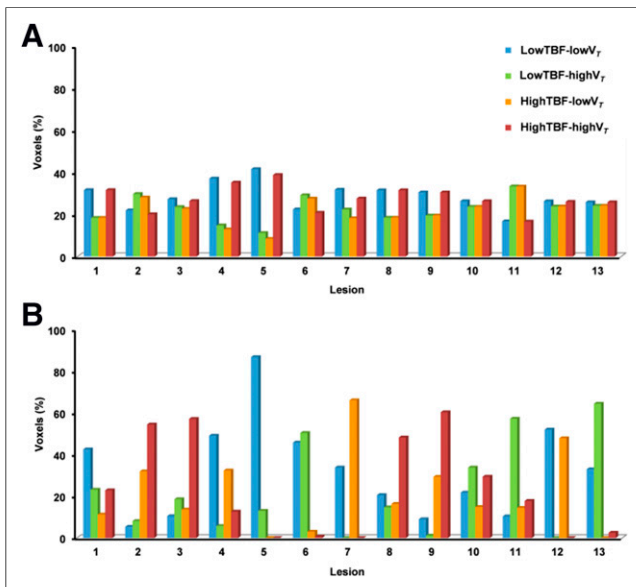 A
100
80
60
40
20
0
Voxels (%)
LowTBF-lowV_T
LowTBF-highV_T
HighTBF-lowV_T
HighTBF-highV_T
1 2 3 4 5 6 7 8 9 10 11 12 13
Lesion
B
100
80
60
40
20
0
Voxels (%)
1 2 3 4 5 6 7 8 9 10 11 12 13
Lesion